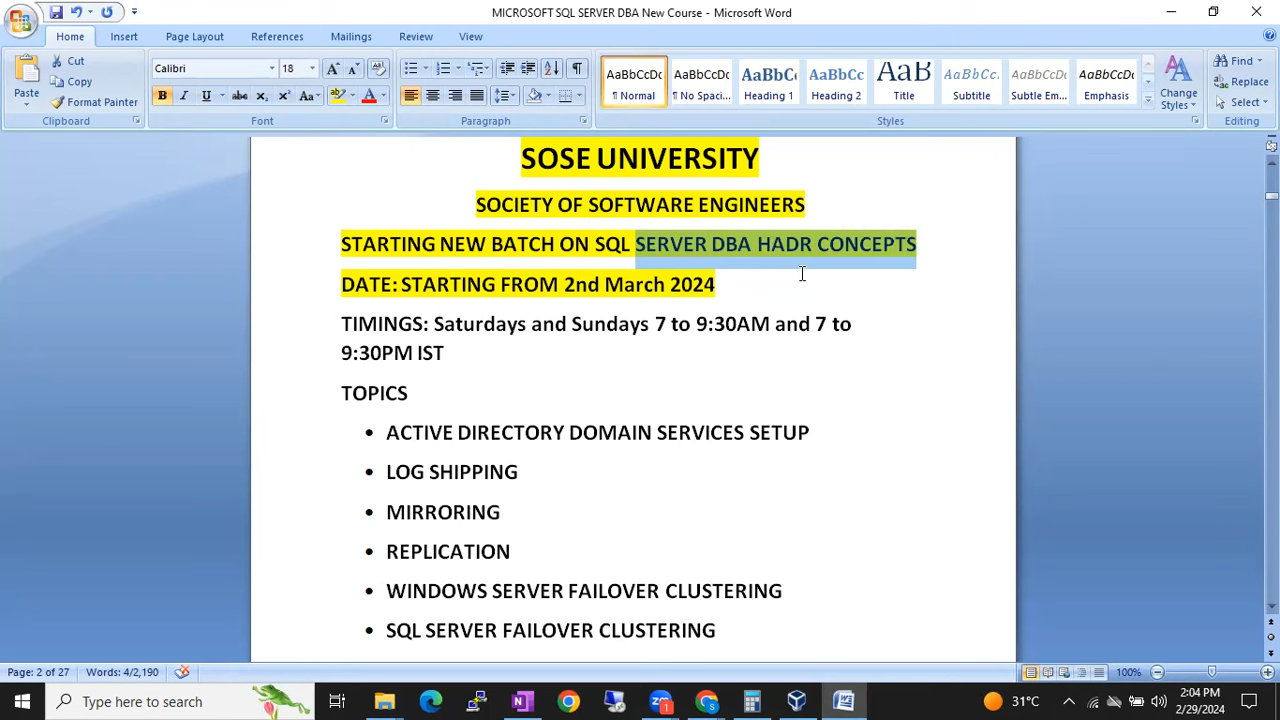 MICROSOFT SQL SERVER DBA New Course - Microsoft Word
Home Insert Page Layout References Mailings Review View
Paste
Cut
Copy
Format Painter
Clipboard
Calibri 18
Font
Paragraph
AaBbCcDc AaBbCcDc AaBbCc AaBbCc AaB AaBbCc. AaBbCcDc AaBbCcDc
¶ Normal ¶ No Spaci... Heading 1 Heading 2 Title Subtitle Subtle Em... Emphasis
Change
Styles
Styles
Find
Replace
Select
Editing
SOSE UNIVERSITY
SOCIETY OF SOFTWARE ENGINEERS
STARTING NEW BATCH ON SQL SERVER DBA HADR CONCEPTS
DATE: STARTING FROM 2nd March 2024
TIMINGS: Saturdays and Sundays 7 to 9:30AM and 7 to
9:30PM IST
TOPICS
• ACTIVE DIRECTORY DOMAIN SERVICES SETUP
• LOG SHIPPING
• MIRRORING
• REPLICATION
• WINDOWS SERVER FAILOVER CLUSTERING
• SQL SERVER FAILOVER CLUSTERING
Page: 2 of 27 Words: 4/2,190 100%
Type here to search
31°C
2:04 PM
2/29/2024